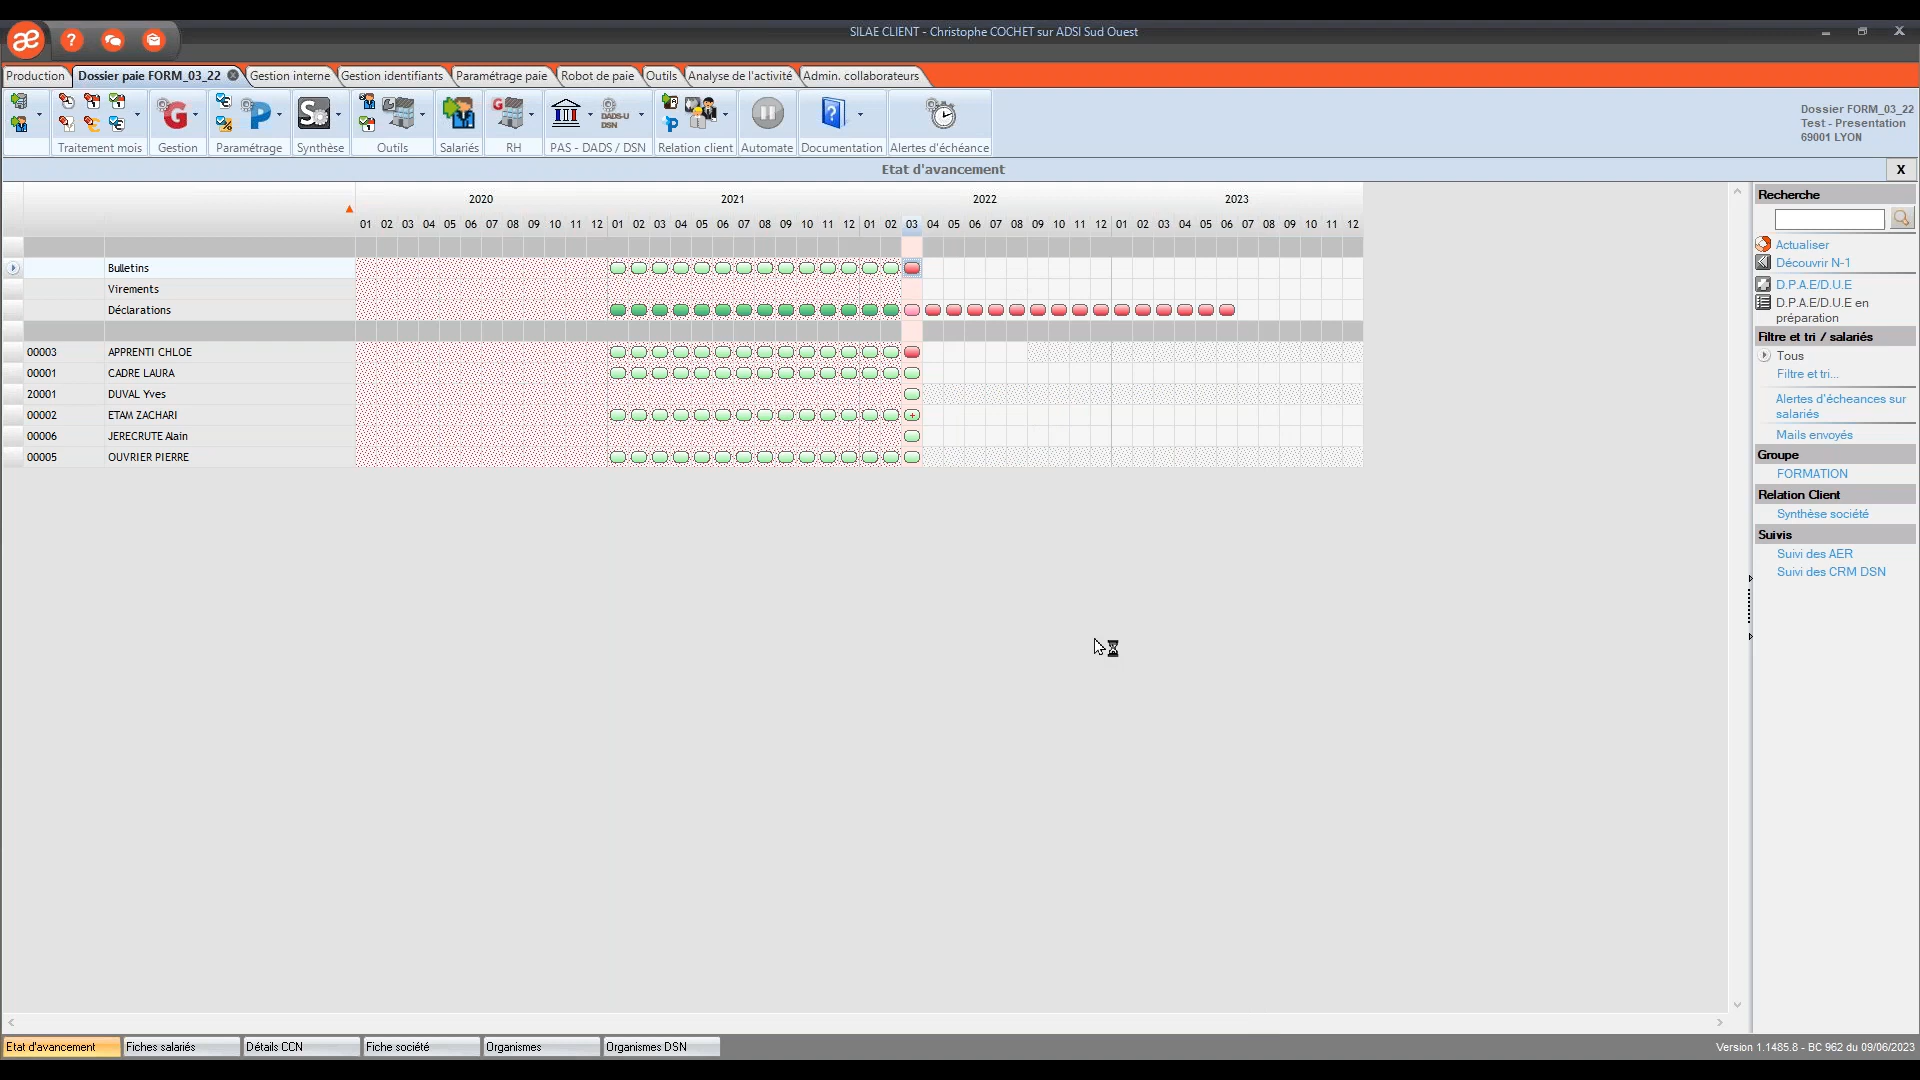 SILAE CLIENT - Christophe COCHET sur ADSI Sud Ouest
Production
Dossier paie FORM_03_22
Gestion interne
Gestion identifiants
Paramétrage paie
Robot de paie
Outils
Analyse de l'activité
Admin. collaborateurs
Traitement mois
Gestion
Paramétrage
Synthèse
Outils
Salariés
RH
DADS-U
DSN
PAS - DADS / DSN
Relation client
Automate
Documentation
Alertes d'échéance
Dossier FORM_03_22
Test - Presentation
69001 LYON
Etat d'avancement
X
2020 2021 2022 2023
01 02 03 04 05 06 07 08 09 10 11 12 01 02 03 04 05 06 07 08 09 10 11 12 01 02 03 04 05 06 07 08 09 10 11 12 01 02 03 04 05 06 07 08 09 10 11 12
Bulletins
Virements
Déclarations
00003 APPRENTI CHLOE
00001 CADRE LAURA
20001 DUVAL Yves
00002 ETAM ZACHARI
00006 JERECRUTE Alain
00005 OUVRIER PIERRE
Recherche
Actualiser
Découvrir N-1
D.P.A.E/D.U.E
D.P.A.E/D.U.E en
préparation
Filtre et tri / salariés
Tous
Filtre et tri...
Alertes d'écheances sur
salariés
Mails envoyés
Groupe
FORMATION
Relation Client
Synthèse société
Suivis
Suivi des AER
Suivi des CRM DSN
Etat d'avancement
Fiches salariés
Détails CCN
Fiche société
Organismes
Organismes DSN
Version 1.1485.8 - BC 962 du 09/06/2023